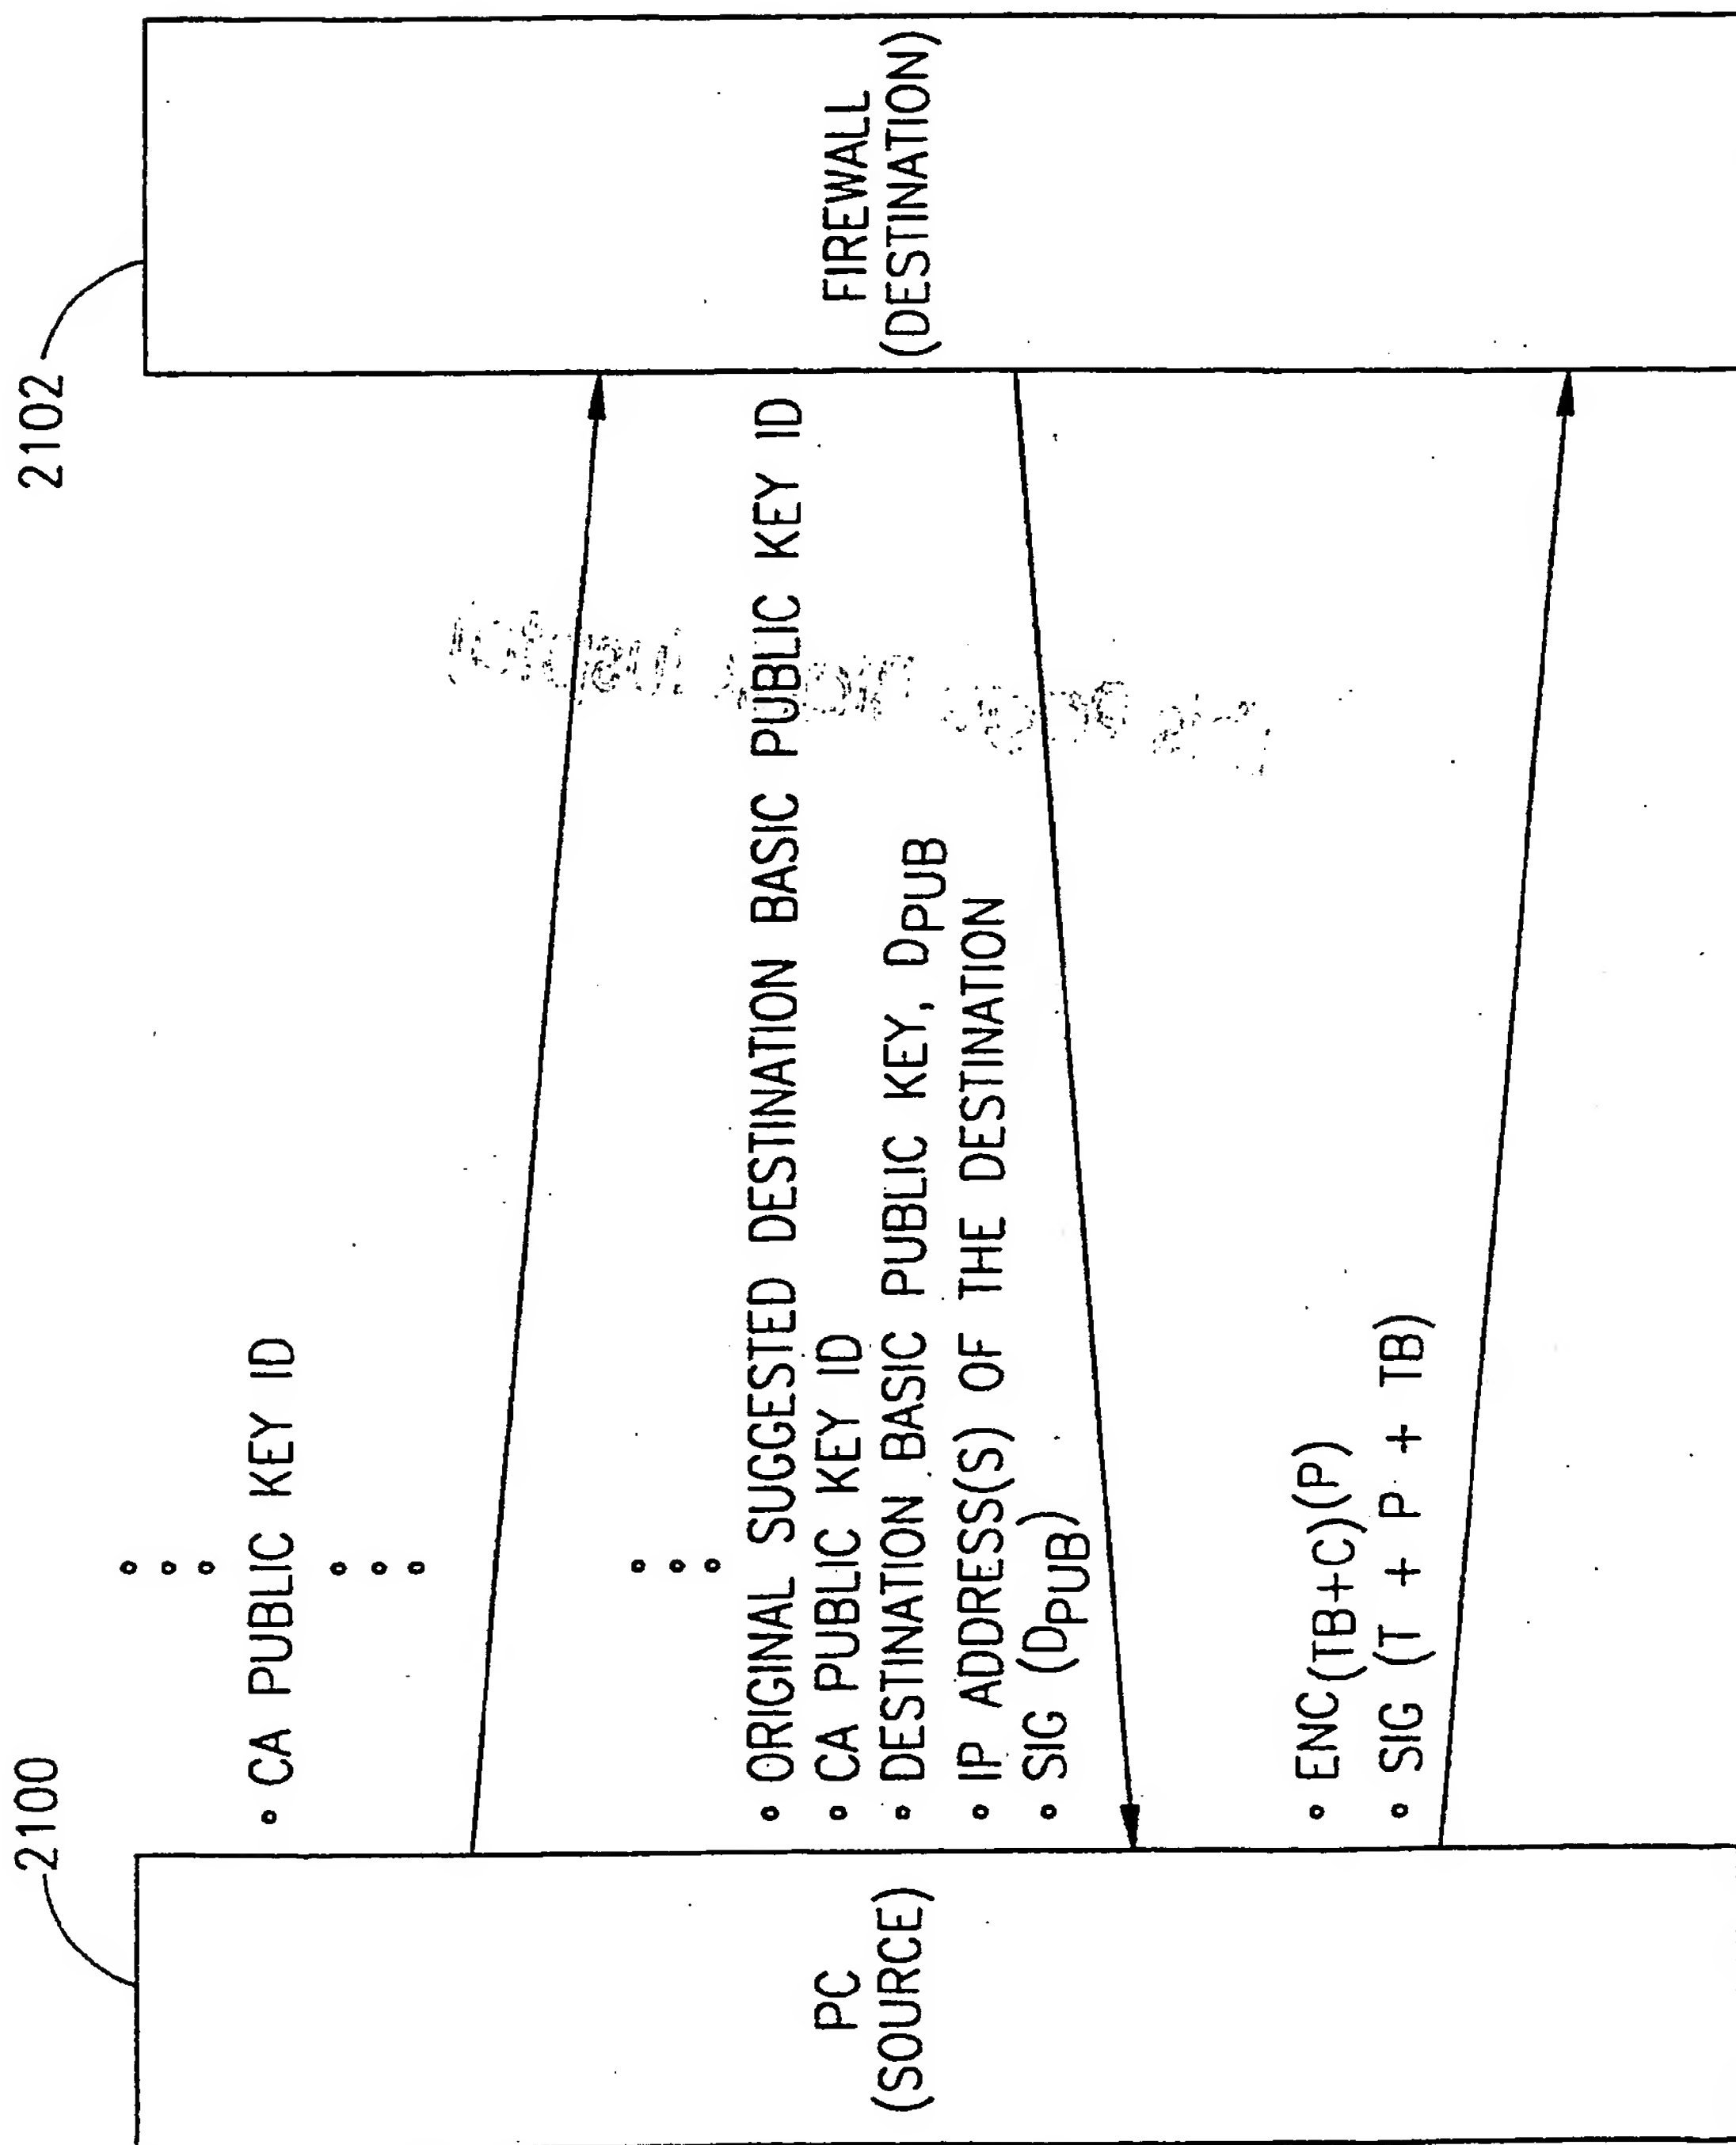 2100
2102
PC
(SOURCE)
FIREWALL
(DESTINATION)
• CA PUBLIC KEY ID
• ORIGINAL SUGGESTED DESTINATION BASIC PUBLIC KEY ID
• CA PUBLIC KEY ID
• DESTINATION BASIC PUBLIC KEY, DPUB
• IP ADDRESS(S) OF THE DESTINATION
• SIG (DPUB)
• ENC(TB+C)(P)
• SIG (T + P + TB)